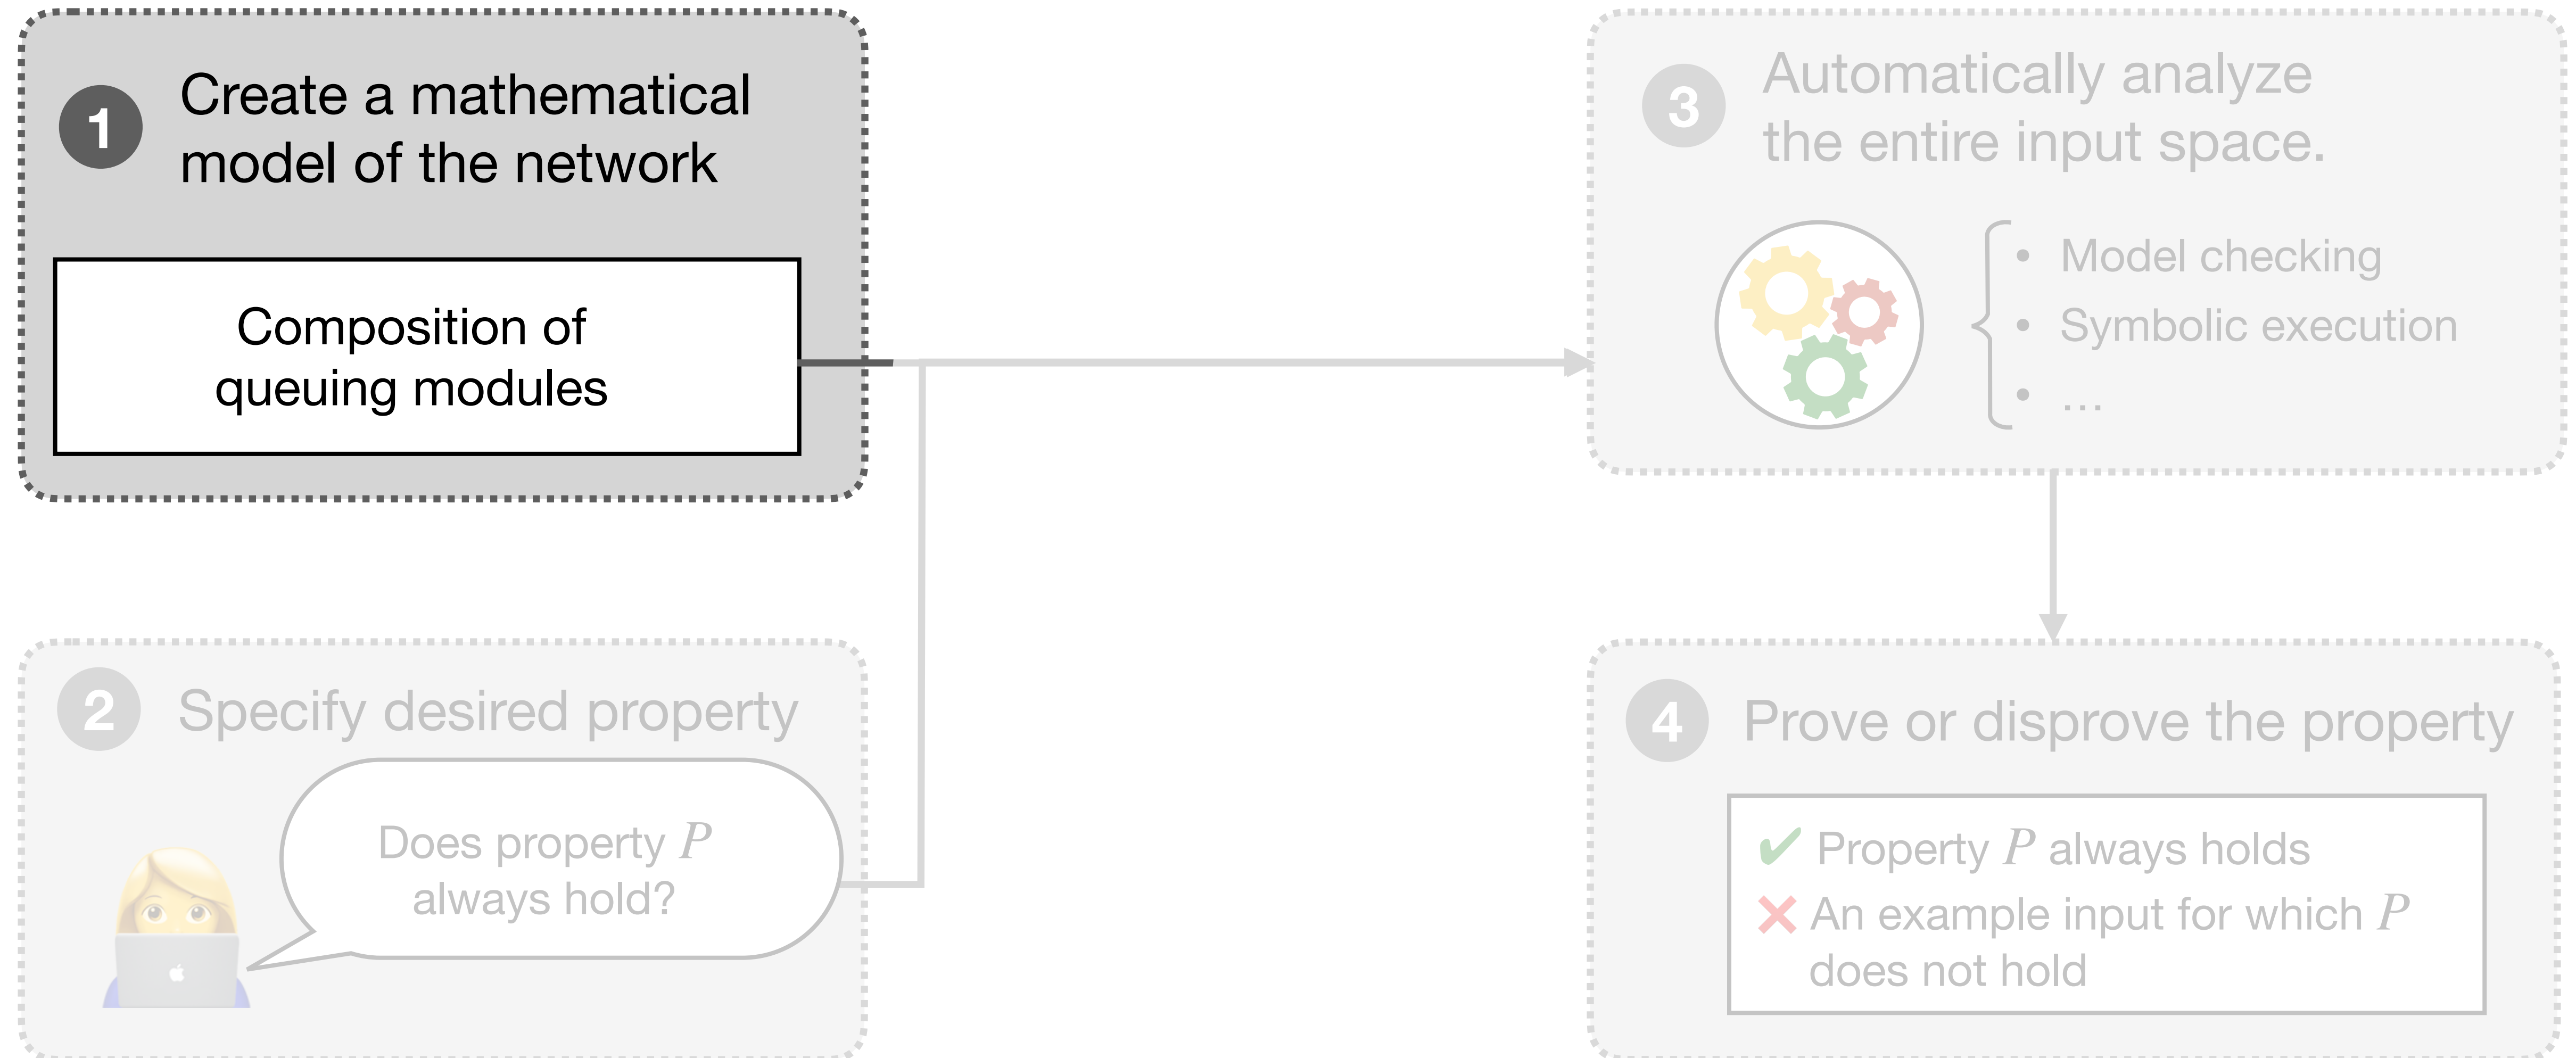 1
Create a mathematical
model of the network
Composition of
queuing modules
2
Specify desired property
Does property P
always hold?
3
Automatically analyze
the entire input space.
• Model checking
• Symbolic execution
• …
4
Prove or disprove the property
✔ Property P always holds
✕ An example input for which P
does not hold